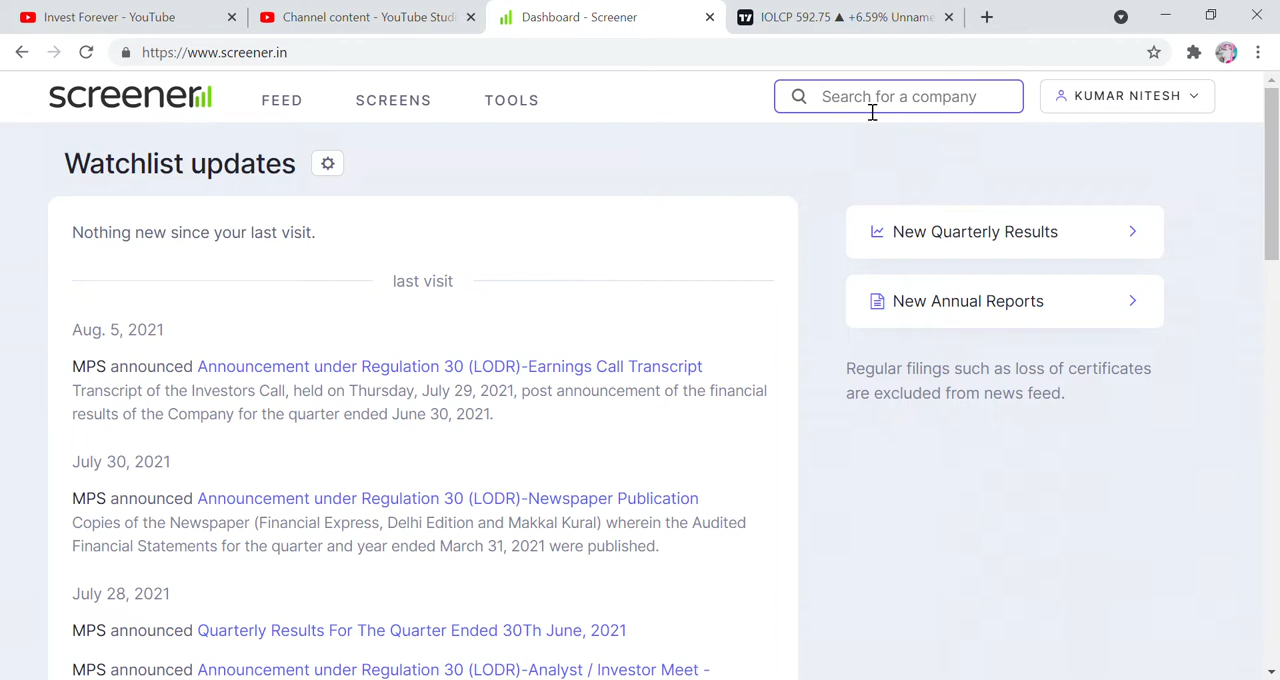 Invest Forever - YouTube
Channel content - YouTube Studi
Dashboard - Screener
IOLCP 592.75 ▲ +6.59% Unname
https://www.screener.in
screener
FEED
SCREENS
TOOLS
Search for a company
KUMAR NITESH
Watchlist updates
Nothing new since your last visit.
last visit
Aug. 5, 2021
MPS announced Announcement under Regulation 30 (LODR)-Earnings Call Transcript
Transcript of the Investors Call, held on Thursday, July 29, 2021, post announcement of the financial
results of the Company for the quarter ended June 30, 2021.
July 30, 2021
MPS announced Announcement under Regulation 30 (LODR)-Newspaper Publication
Copies of the Newspaper (Financial Express, Delhi Edition and Makkal Kural) wherein the Audited
Financial Statements for the quarter and year ended March 31, 2021 were published.
July 28, 2021
MPS announced Quarterly Results For The Quarter Ended 30Th June, 2021
MPS announced Announcement under Regulation 30 (LODR)-Analyst / Investor Meet -
New Quarterly Results
New Annual Reports
Regular filings such as loss of certificates
are excluded from news feed.